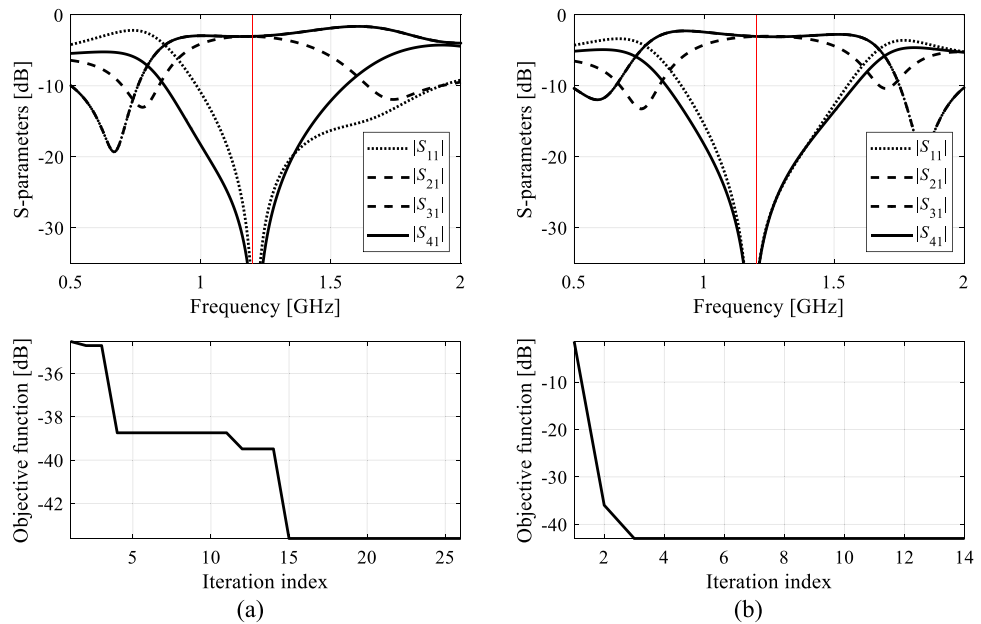 S-parameters [dB]
0
-10
-20
-30
|S11|
|S21|
|S31|
|S41|
0.5
1
1.5
2
Frequency [GHz]
S-parameters [dB]
0
-10
-20
-30
|S11|
|S21|
|S31|
|S41|
0.5
1
1.5
2
Frequency [GHz]
Objective function [dB]
-36
-38
-40
-42
5
10
15
20
25
Iteration index
(a)
Objective function [dB]
-10
-20
-30
-40
2
4
6
8
10
12
14
Iteration index
(b)